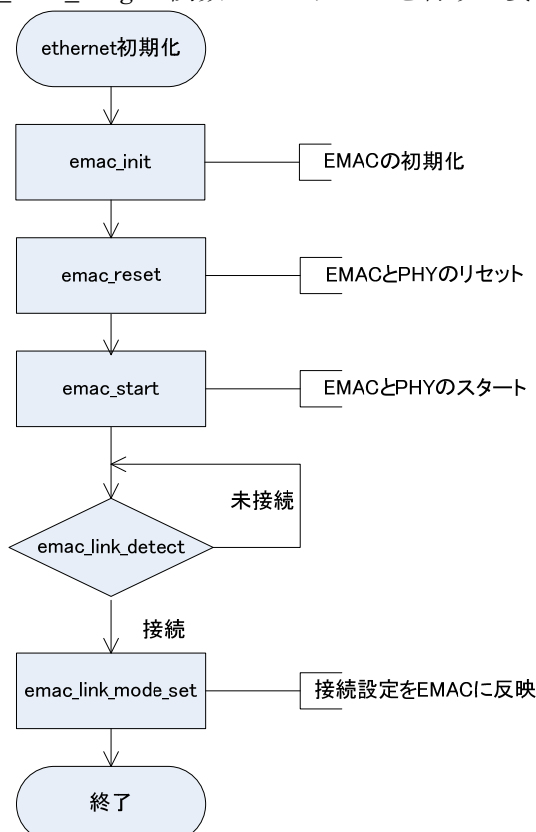 ethernet初期化
emac_init
EMACの初期化
emac_reset
EMACとPHYのリセット
emac_start
EMACとPHYのスタート
未接続
emac_link_detect
接続
emac_link_mode_set
接続設定をEMACに反映
終了